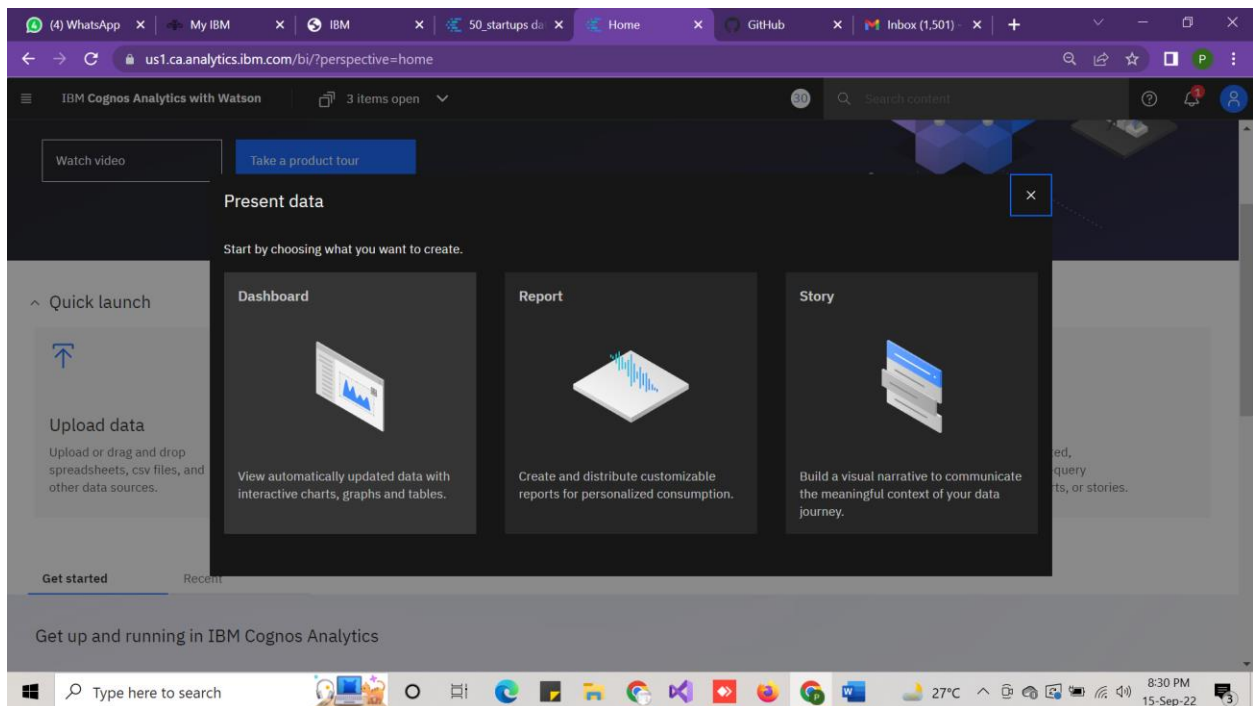 (4) WhatsApp
My IBM
IBM
50_startups da
Home
GitHub
Inbox (1,501) -
us1.ca.analytics.ibm.com/bi/?perspective=home
P
IBM Cognos Analytics with Watson
3 items open
30
Search content
1
Watch video
Take a product tour
Present data
Start by choosing what you want to create.
Dashboard
Report
Story
View automatically updated data with
interactive charts, graphs and tables.
Create and distribute customizable
reports for personalized consumption.
Build a visual narrative to communicate
the meaningful context of your data
journey.
Quick launch
Upload data
Upload or drag and drop
spreadsheets, csv files, and
other data sources.
ed,
query
rts, or stories.
Get started
Recent
Get up and running in IBM Cognos Analytics
Type here to search
27°C
8:30 PM
15-Sep-22
3